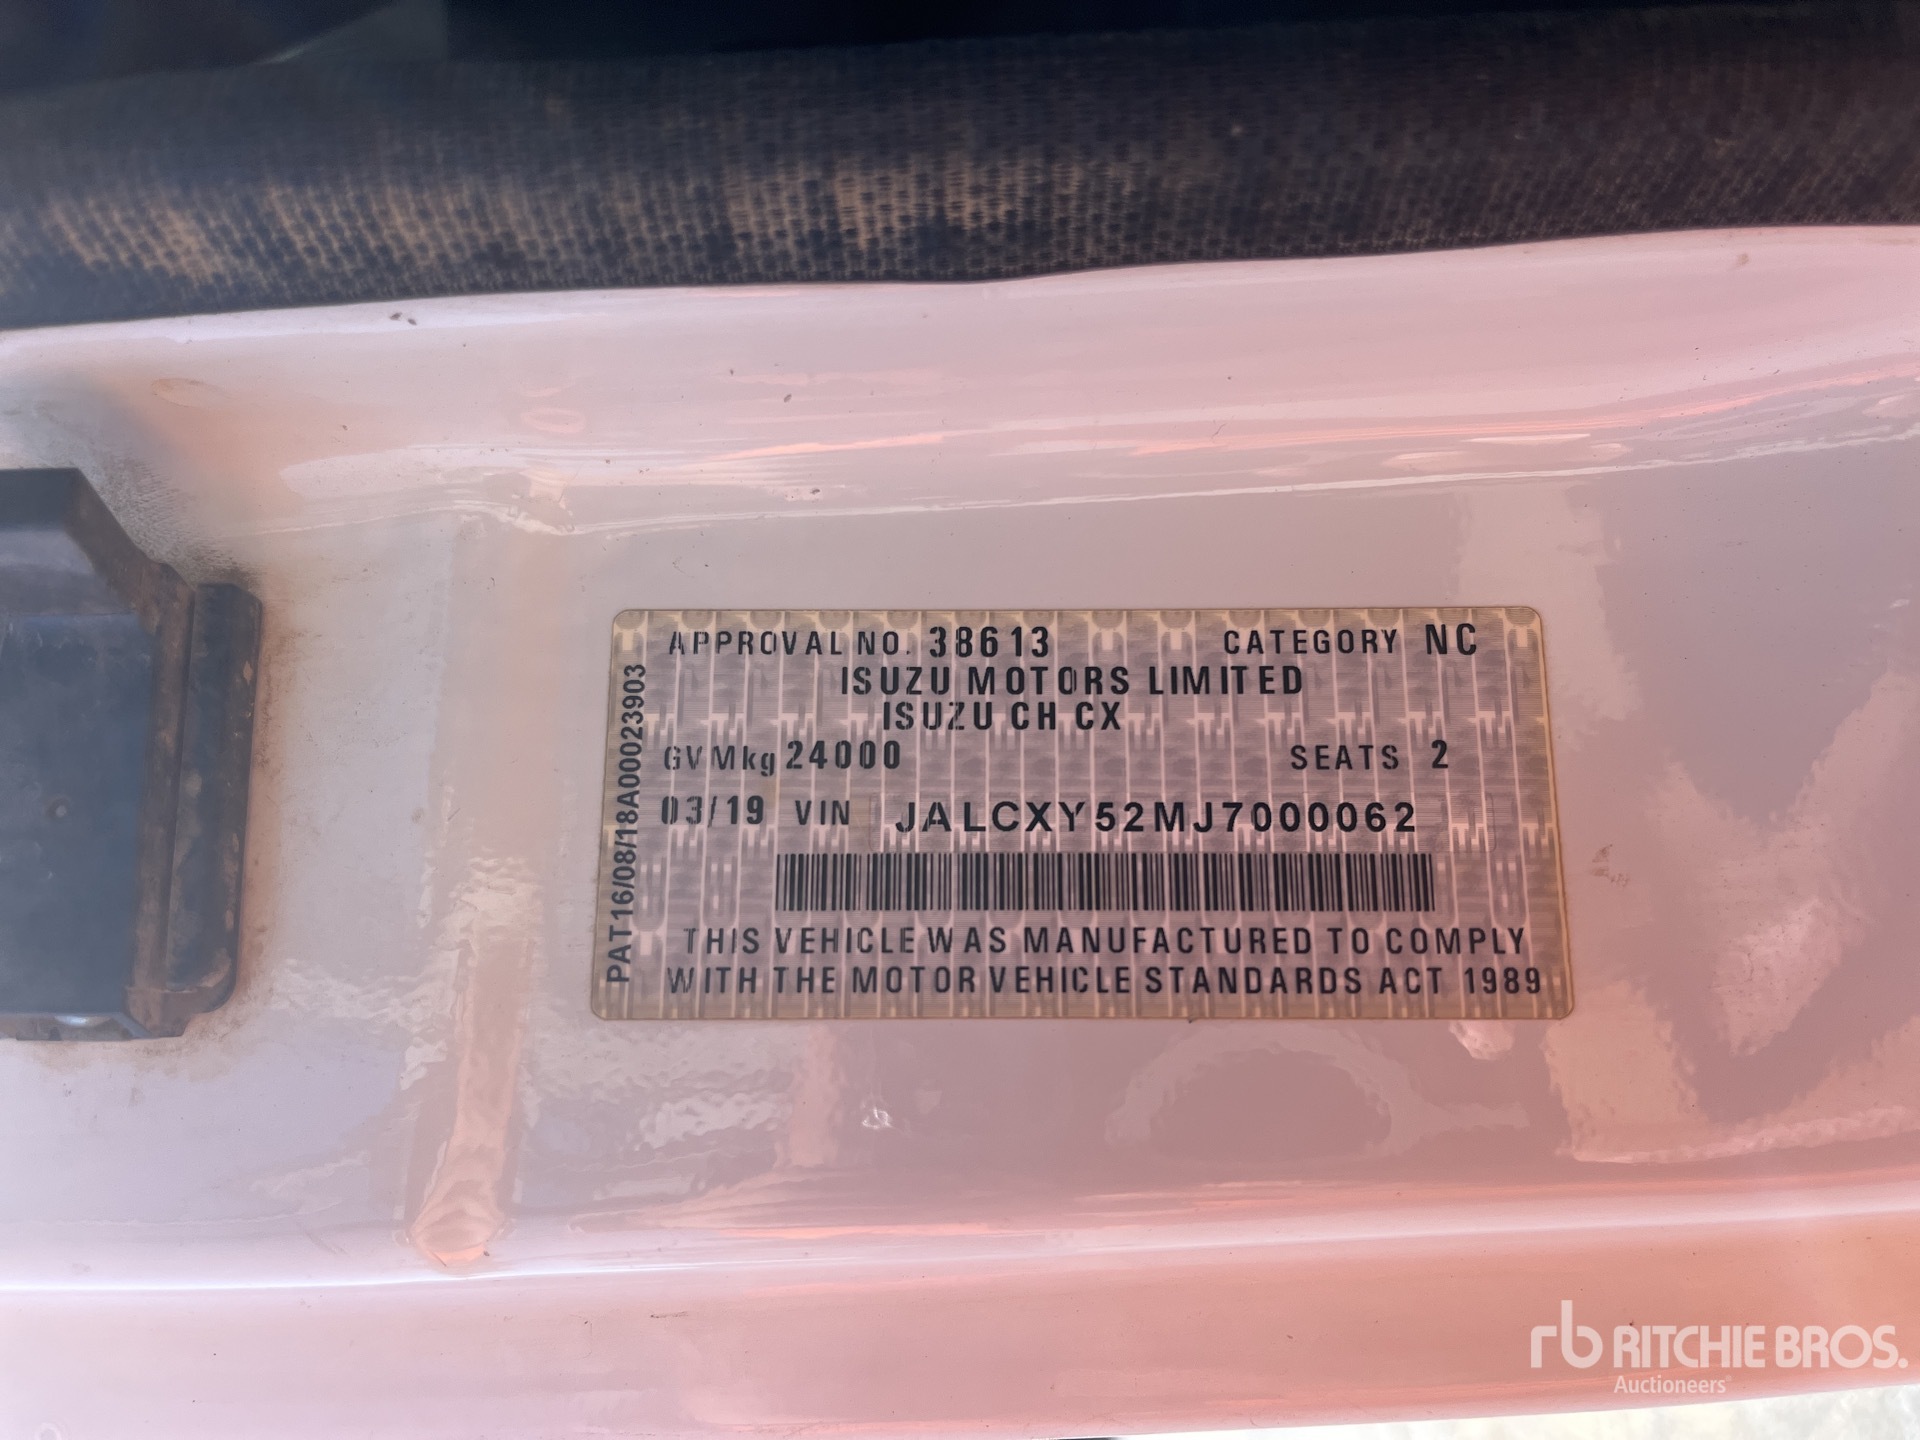 APPROVAL NO. 38613 CATEGORY NC
ISUZU MOTORS LIMITED
ISUZU CH CX
GVMkg 24000 SEATS 2
03/19 VIN JALCXY52MJ7000062
THIS VEHICLE WAS MANUFACTURED TO COMPLY
WITH THE MOTOR VEHICLE STANDARDS ACT 1989
PAT16/08/18A00023903
rb RITCHIE BROS.
Auctioneers